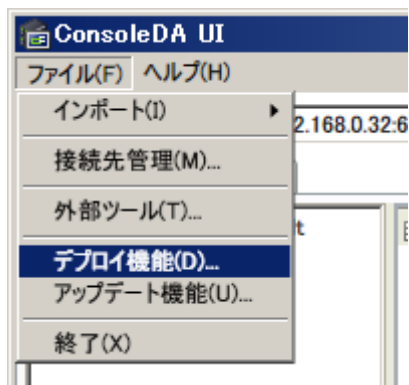 ConsoleDA UI
ファイル(F) ヘルプ(H)
インポート(I)
2.168.0.32:6
接続先管理(M)...
外部ツール(T)...
t
デプロイ機能(D)...
アップデート機能(U)...
終了(X)